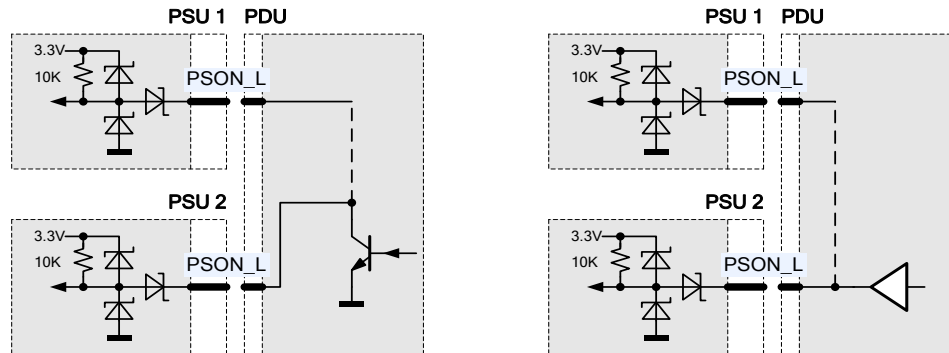 PSU 1 PDU
3.3V
10K
PSON_L
PSU 2
3.3V
10K
PSON_L
PSU 1 PDU
3.3V
10K
PSON_L
PSU 2
3.3V
10K
PSON_L